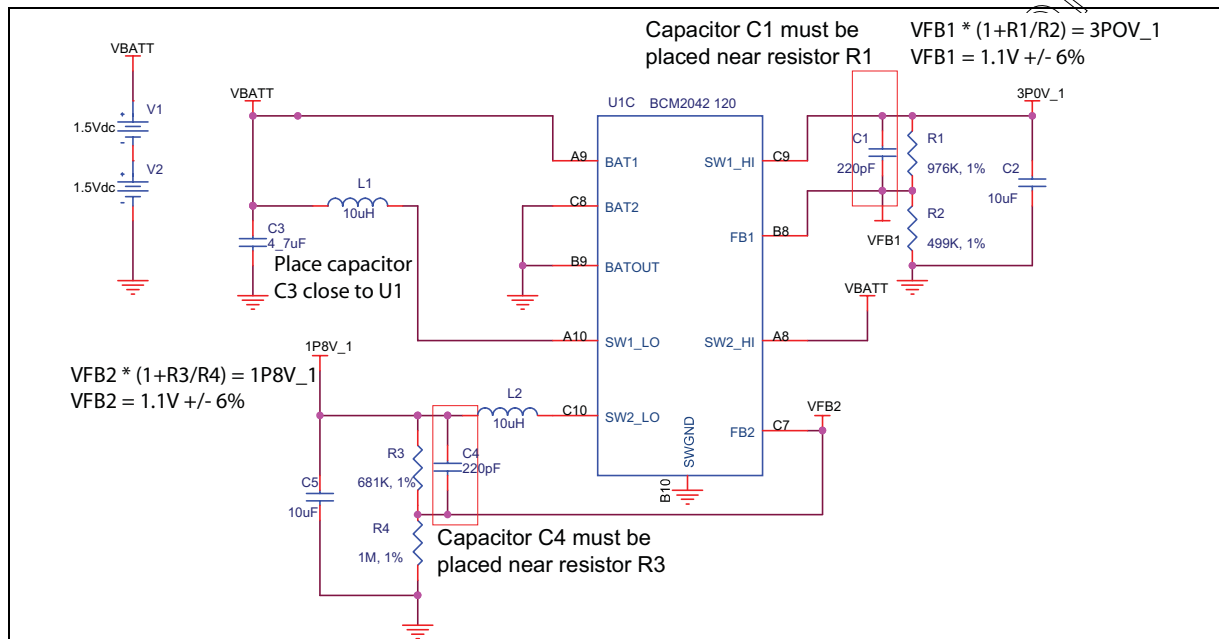 Capacitor C1 must be
placed near resistor R1
VFB1 * (1+R1/R2) = 3POV_1
VFB1 = 1.1V +/- 6%
VBATT
V1
1.5Vdc
V2
1.5Vdc
VBATT
C3
4_7uF
Place capacitor
C3 close to U1
L1
10uH
U1C BCM2042 120
A9 BAT1
C8 BAT2
B9 BATOUT
A10 SW1_LO
C10 SW2_LO
SW1_HI C9
FB1 B8
SW2_HI A8
FB2 C7
SWGND
B10
C1
220pF
VFB1
R1
976K, 1%
R2
499K, 1%
3P0V_1
C2
10uF
VBATT
VFB2
1P8V_1
VFB2 * (1+R3/R4) = 1P8V_1
VFB2 = 1.1V +/- 6%
L2
10uH
C5
10uF
R3
681K, 1%
C4
220pF
R4
1M, 1%
Capacitor C4 must be
placed near resistor R3